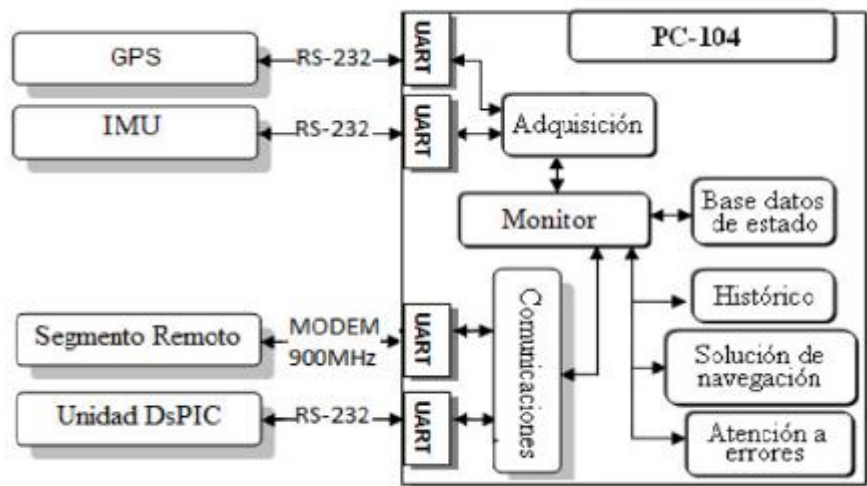 PC-104
GPS
RS-232
UART
IMU
RS-232
UART
Adquisición
Monitor
Base datos
de estado
Histórico
Solución de
navegación
Atención a
errores
Comunicaciones
Segmento Remoto
MODEM
900MHz
UART
Unidad DsPIC
RS-232
UART